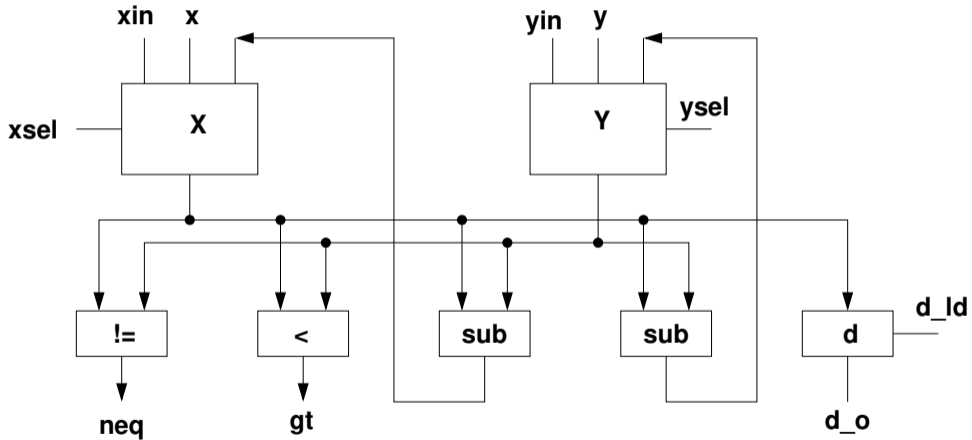 xin x yin y
X
Y
xsel
ysel
!=
<
sub
sub
d
d_ld
neq
gt
d_o